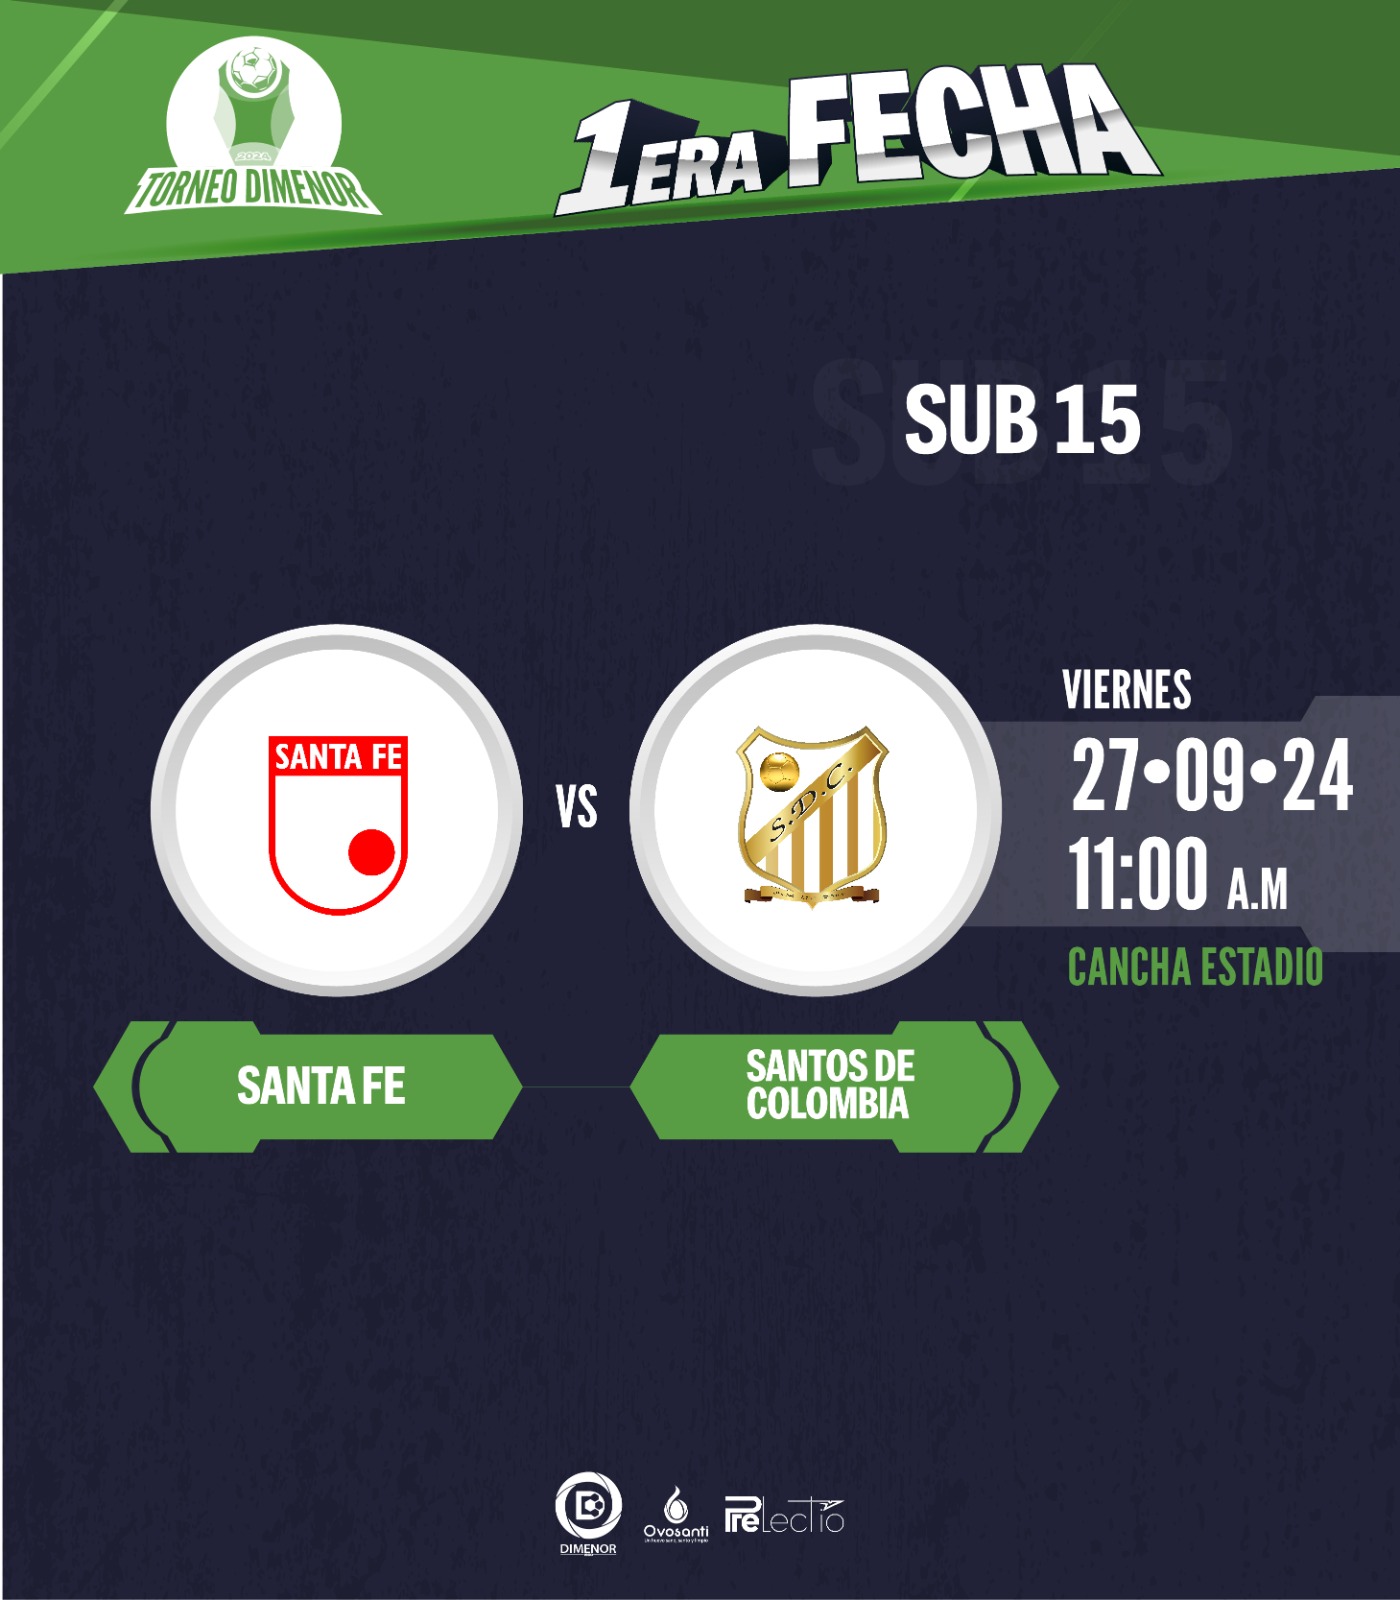 2024
TORNEO DIMENOR
1ERA FECHA
SUB 15
SANTA FE
VS
S.D.C.
VIERNES
27•09•24
11:00 A.M
CANCHA ESTADIO
SANTA FE
SANTOS DE
COLOMBIA
DIMENOR
Ovosanti
Prelectio